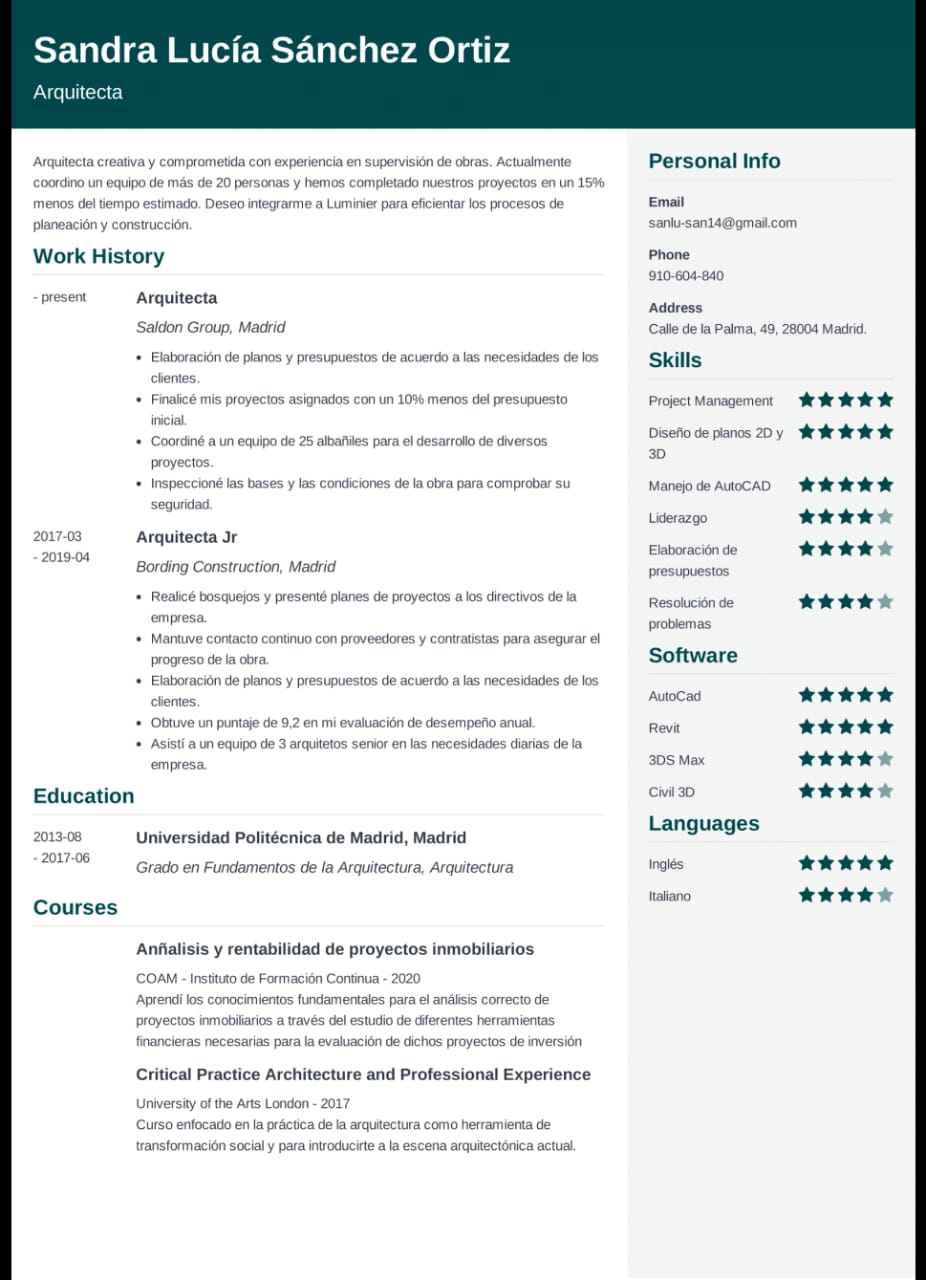 Sandra Lucía Sánchez Ortiz
Arquitecta
Arquitecta creativa y comprometida con experiencia en supervisión de obras. Actualmente
coordino un equipo de más de 20 personas y hemos completado nuestros proyectos en un 15%
menos del tiempo estimado. Deseo integrarme a Luminier para eficientar los procesos de
planeación y construcción.
Work History
- present
Arquitecta
Saldon Group, Madrid
• Elaboración de planos y presupuestos de acuerdo a las necesidades de los
clientes.
• Finalicé mis proyectos asignados con un 10% menos del presupuesto
inicial.
• Coordiné a un equipo de 25 albañiles para el desarrollo de diversos
proyectos.
• Inspeccioné las bases y las condiciones de la obra para comprobar su
seguridad.
2017-03
- 2019-04
Arquitecta Jr
Bording Construction, Madrid
• Realicé bosquejos y presenté planes de proyectos a los directivos de la
empresa.
• Mantuve contacto continuo con proveedores y contratistas para asegurar el
progreso de la obra.
• Elaboración de planos y presupuestos de acuerdo a las necesidades de los
clientes.
• Obtuve un puntaje de 9,2 en mi evaluación de desempeño anual.
• Asistí a un equipo de 3 arquitetos senior en las necesidades diarias de la
empresa.
Education
2013-08
- 2017-06
Universidad Politécnica de Madrid, Madrid
Grado en Fundamentos de la Arquitectura, Arquitectura
Courses
Anñalisis y rentabilidad de proyectos inmobiliarios
COAM - Instituto de Formación Continua - 2020
Aprendí los conocimientos fundamentales para el análisis correcto de
proyectos inmobiliarios a través del estudio de diferentes herramientas
financieras necesarias para la evaluación de dichos proyectos de inversión
Critical Practice Architecture and Professional Experience
University of the Arts London - 2017
Curso enfocado en la práctica de la arquitectura como herramienta de
transformación social y para introducirte a la escena arquitectónica actual.
Personal Info
Email
sanlu-san14@gmail.com
Phone
910-604-840
Address
Calle de la Palma, 49, 28004 Madrid.
Skills
Project Management
Diseño de planos 2D y
3D
Manejo de AutoCAD
Liderazgo
Elaboración de
presupuestos
Resolución de
problemas
Software
AutoCad
Revit
3DS Max
Civil 3D
Languages
Inglés
Italiano